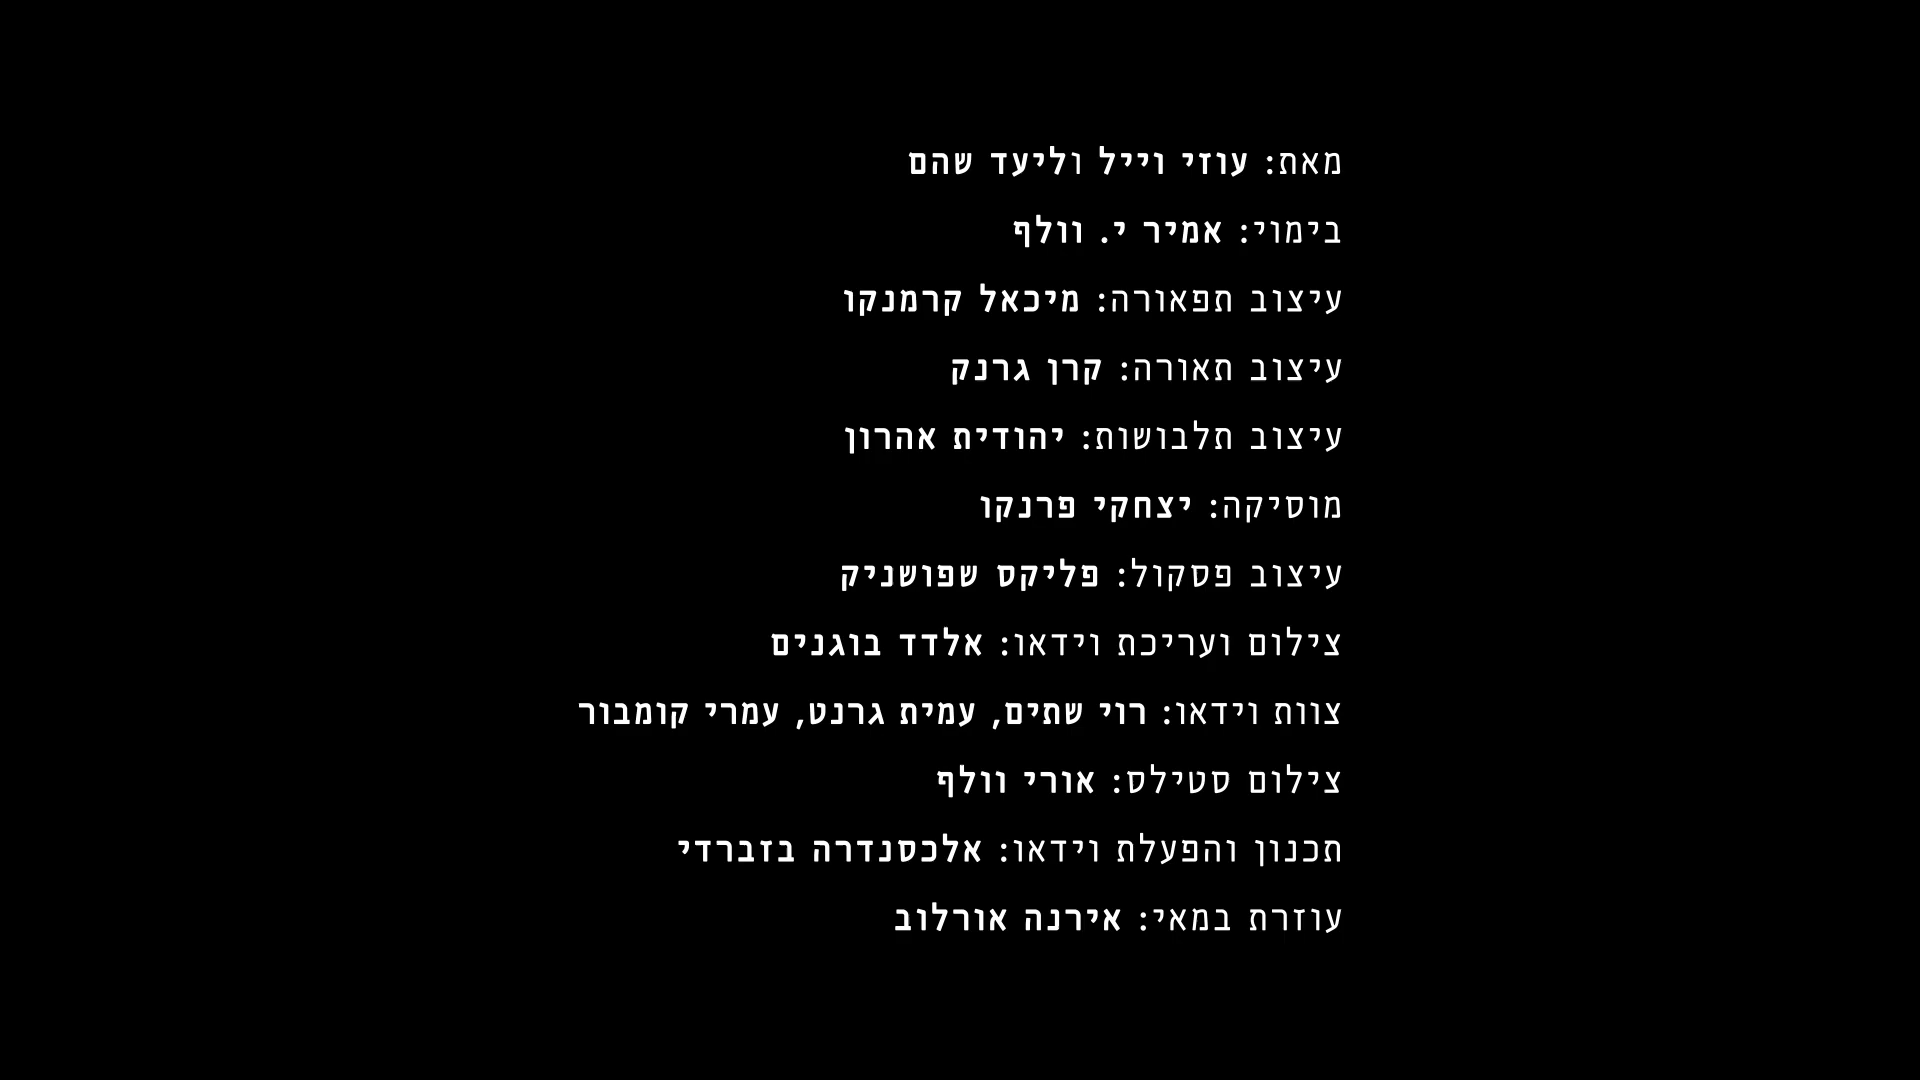 מאת: עוזי וייל וליעד שהם
בימוי: אמיר י. וולף
עיצוב תפאורה: מיכאל קרמנקו
עיצוב תאורה: קרן גרנק
עיצוב תלבושות: יהודית אהרון
מוסיקה: יצחקי פרנקו
עיצוב פסקול: פליקס שפושניק
צילום ועריכת וידאו: אלדד בוגנים
צוות וידאו: רוי שתים, עמית גרנט, עמרי קומבור
צילום סטילס: אורי וולף
תכנון והפעלת וידאו: אלכסנדרה בזברדי
עוזרת במאי: אירנה אורלוב